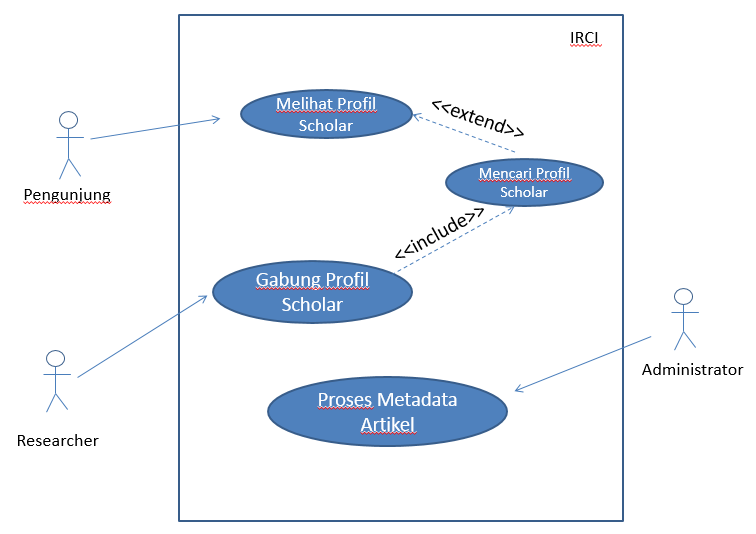 IRCI
Melihat Profil
Scholar
<<extend>>
Pengunjung
Mencari Profil
Scholar
<<include>>
Gabung Profil
Scholar
Administrator
Proses Metadata
Artikel
Researcher